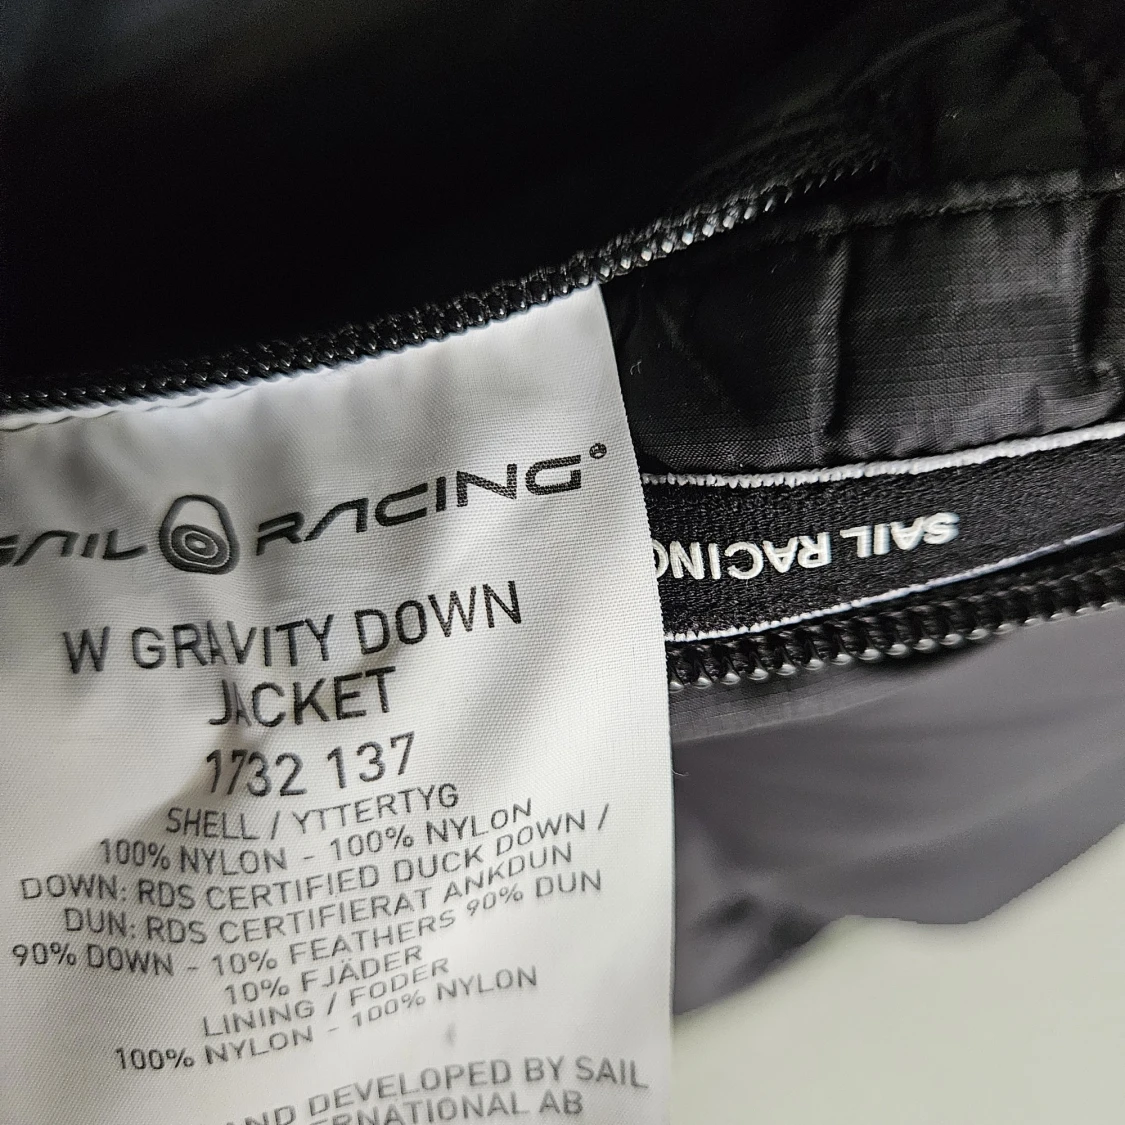 SAIL RACING®
W GRAVITY DOWN
JACKET
1732 137
SHELL / YTTERTYG
100% NYLON - 100% NYLON
DOWN: RDS CERTIFIED DUCK DOWN /
DUN: RDS CERTIFIERAT ANKDUN
90% DOWN - 10% FEATHERS 90% DUN
10% FJÄDER
LINING / FODER
100% NYLON - 100% NYLON
AND DEVELOPED BY SAIL
ERNATIONAL AB
SAIL RACING